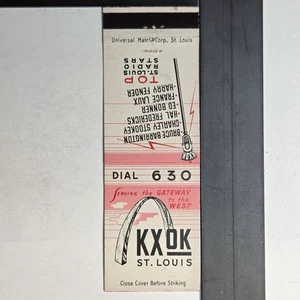 Universal Match Corp., St. Louis
TOP
ST. LOUIS
RADIO
STARS
•HARRY FENDER
•FRANCE LAUX
•ED BONNER
•HAL FREDERICKS
•CHARLEY STOOKEY
•BRUCE BARRINGTON
DIAL 630
SERVING the GATEWAY
to the
WEST
KXOK
ST. LOUIS
Close Cover Before Striking